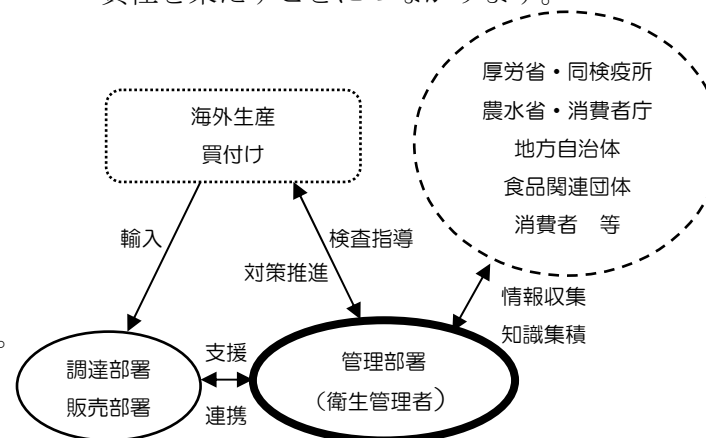 責任を果たすことにつながります。
厚労省・同検疫所
農水省・消費者庁
地方自治体
食品関連団体
消費者 等
海外生産
買付け
輸入
検査指導
対策推進
情報収集
知識集積
。
支援
連携
調達部署
販売部署
管理部署
（衛生管理者）